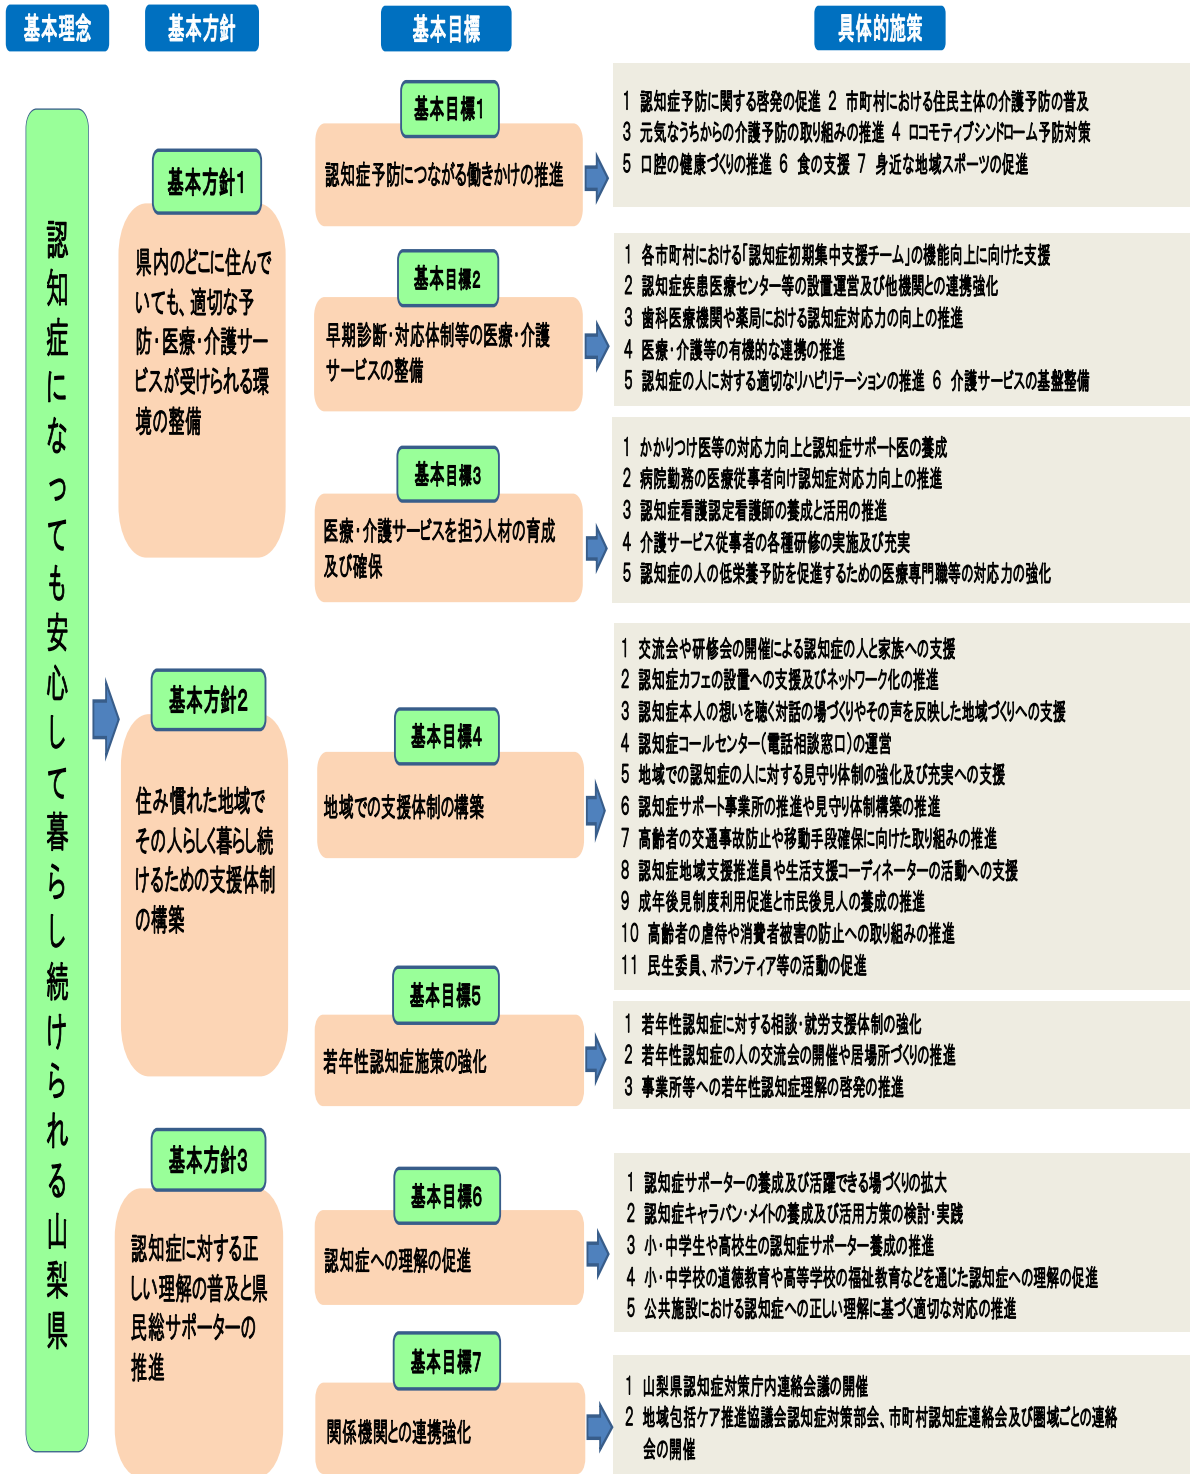 基本理念
基本方針
基本目標
具体的施策
認知症になっても安心して暮らし続けられる山梨県
基本方針1
県内のどこに住んで
いても、適切な予
防・医療・介護サー
ビスが受けられる環
境の整備
基本目標1
認知症予防につながる働きかけの推進
1 認知症予防に関する啓発の促進 2 市町村における住民主体の介護予防の普及
3 元気なうちからの介護予防の取り組みの推進 4 ロコモティブシンドローム予防対策
5 口腔の健康づくりの推進 6 食の支援 7 身近な地域スポーツの促進
基本目標2
早期診断・対応体制等の医療・介護
サービスの整備
1 各市町村における「認知症初期集中支援チーム」の機能向上に向けた支援
2 認知症疾患医療センター等の設置運営及び他機関との連携強化
3 歯科医療機関や薬局における認知症対応力の向上の推進
4 医療・介護等の有機的な連携の推進
5 認知症の人に対する適切なリハビリテーションの推進 6 介護サービスの基盤整備
基本目標3
医療・介護サービスを担う人材の育成
及び確保
1 かかりつけ医等の対応力向上と認知症サポート医の養成
2 病院勤務の医療従事者向け認知症対応力向上の推進
3 認知症看護認定看護師の養成と活用の推進
4 介護サービス従事者の各種研修の実施及び充実
5 認知症の人の低栄養予防を促進するための医療専門職等の対応力の強化
基本方針2
住み慣れた地域で
その人らしく暮らし続
けるための支援体制
の構築
基本目標4
地域での支援体制の構築
1 交流会や研修会の開催による認知症の人と家族への支援
2 認知症カフェの設置への支援及びネットワーク化の推進
3 認知症本人の想いを聴く対話の場づくりやその声を反映した地域づくりへの支援
4 認知症コールセンター（電話相談窓口）の運営
5 地域での認知症の人に対する見守り体制の強化及び充実への支援
6 認知症サポート事業所の推進や見守り体制構築の推進
7 高齢者の交通事故防止や移動手段確保に向けた取り組みの推進
8 認知症地域支援推進員や生活支援コーディネーターの活動への支援
9 成年後見制度利用促進と市民後見人の養成の推進
10 高齢者の虐待や消費者被害の防止への取り組みの推進
11 民生委員、ボランティア等の活動の促進
基本目標5
若年性認知症施策の強化
1 若年性認知症に対する相談・就労支援体制の強化
2 若年性認知症の人の交流会の開催や居場所づくりの推進
3 事業所等への若年性認知症理解の啓発の推進
基本方針3
認知症に対する正
しい理解の普及と県
民総サポーターの
推進
基本目標6
認知症への理解の促進
1 認知症サポーターの養成及び活躍できる場づくりの拡大
2 認知症キャラバン・メイトの養成及び活用方策の検討・実践
3 小・中学生や高校生の認知症サポーター養成の推進
4 小・中学校の道徳教育や高等学校の福祉教育などを通じた認知症への理解の促進
5 公共施設における認知症への正しい理解に基づく適切な対応の推進
基本目標7
関係機関との連携強化
1 山梨県認知症対策庁内連絡会議の開催
2 地域包括ケア推進協議会認知症対策部会、市町村認知症連絡会及び圏域ごとの連絡
会の開催